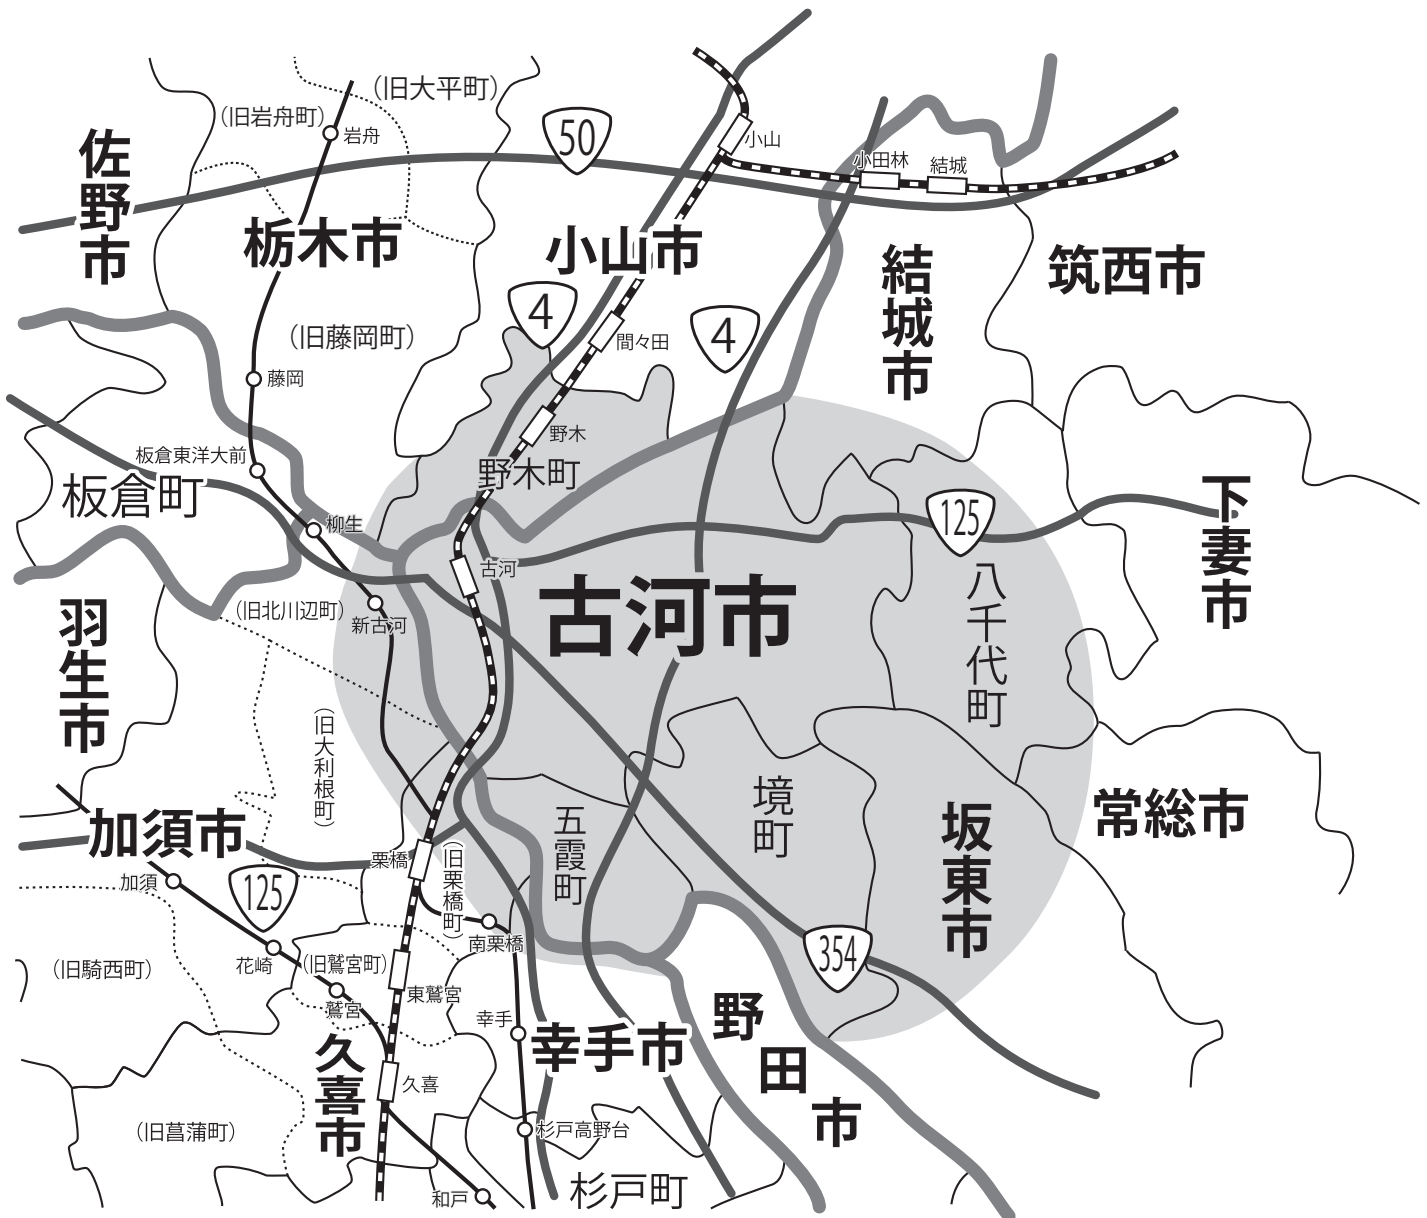 （旧大平町）
（旧岩舟町）
岩舟
50
小山
小田林
結城
佐野市
栃木市
小山市
結城市
筑西市
4
4
（旧藤岡町）
間々田
藤岡
野木
板倉東洋大前
野木町
板倉町
柳生
125
下妻市
古河
古河市
八千代町
羽生市
（旧北川辺町）
新古河
（旧大利根町）
五霞町
境町
坂東市
常総市
加須市
栗橋
（旧栗橋町）
加須
125
南栗橋
354
花崎
（旧鷲宮町）
（旧騎西町）
鷲宮
東鷲宮
幸手
幸手市
野田市
久喜市
久喜
（旧菖蒲町）
杉戸高野台
和戸
杉戸町